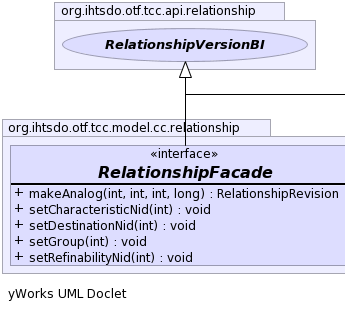 org.ihtsdo.otf.tcc.api.relationship
RelationshipVersionBI
org.ihtsdo.otf.tcc.model.cc.relationship
«interface»
RelationshipFacade
+ makeAnalog(int, int, int, long) : RelationshipRevision
+ setCharacteristicNid(int) : void
+ setDestinationNid(int) : void
+ setGroup(int) : void
+ setRefinabilityNid(int) : void
yWorks UML Doclet